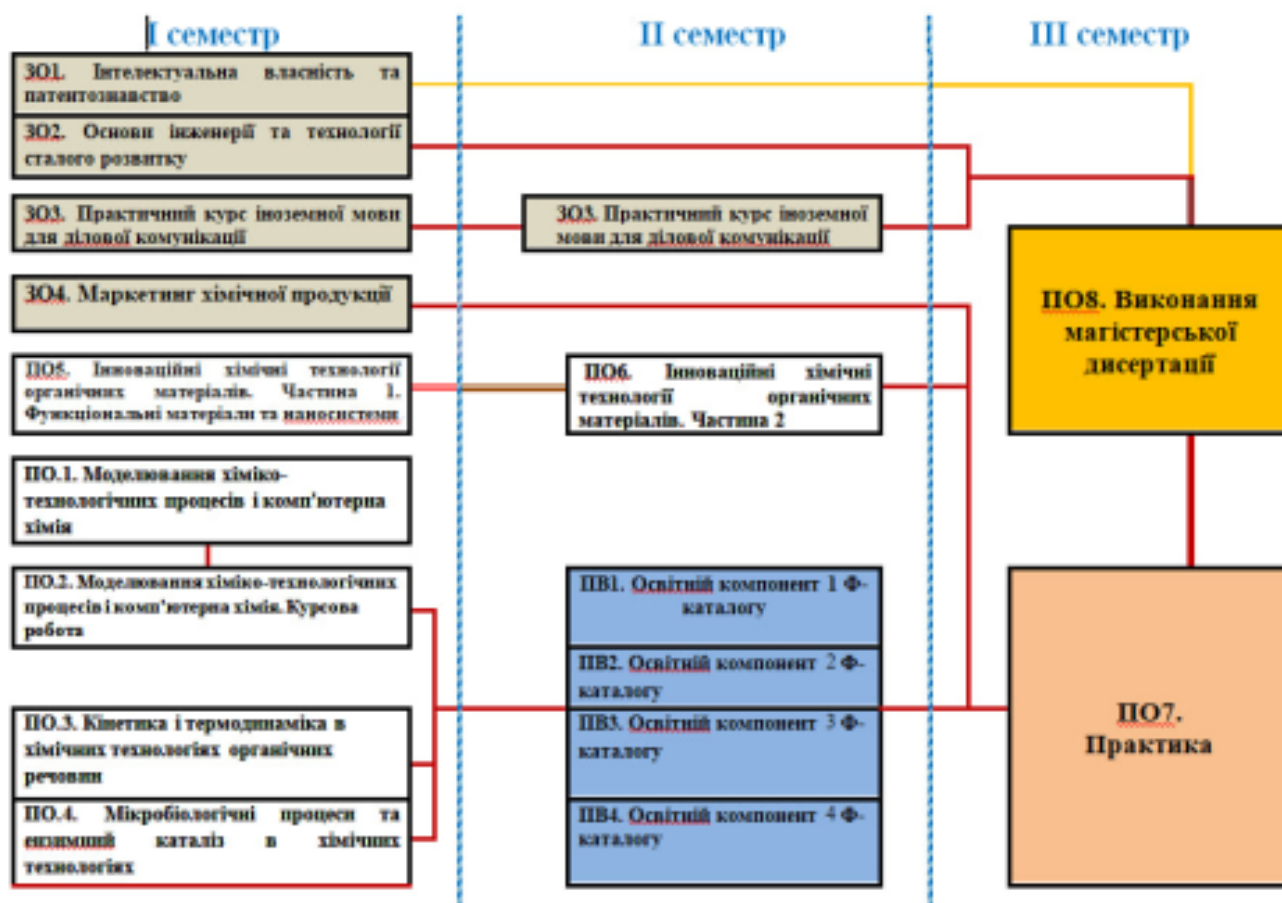 І семестр
ІІ семестр
ІІІ семестр
ЗО1. Інтелектуальна власність та
патентознавство
ЗО2. Основи інженерії та технології
сталого розвитку
ЗО3. Практичний курс іноземної мови
для ділової комунікації
ЗО4. Маркетинг хімічної продукції
ПО5. Інноваційні хімічні технології
органічних матеріалів. Частина 1.
Функціональні матеріали та наносистеми
ПО.1. Моделювання хіміко-
технологічних процесів і комп'ютерна
хімія
ПО.2. Моделювання хіміко-технологічних
процесів і комп'ютерна хімія. Курсова
робота
ПО.3. Кінетика і термодинаміка в
хімічних технологіях органічних
речовин
ПО.4. Мікробіологічні процеси та
ензимний каталіз в хімічних
технологіях
ЗО3. Практичний курс іноземної
мови для ділової комунікації
ПО6. Інноваційні хімічні
технології органічних
матеріалів. Частина 2
ПВ1. Освітній компонент 1 Ф-
каталогу
ПВ2. Освітній компонент 2 Ф-
каталогу
ПВ3. Освітній компонент 3 Ф-
каталогу
ПВ4. Освітній компонент 4 Ф-
каталогу
ПО8. Виконання
магістерської
дисертації
ПО7.
Практика